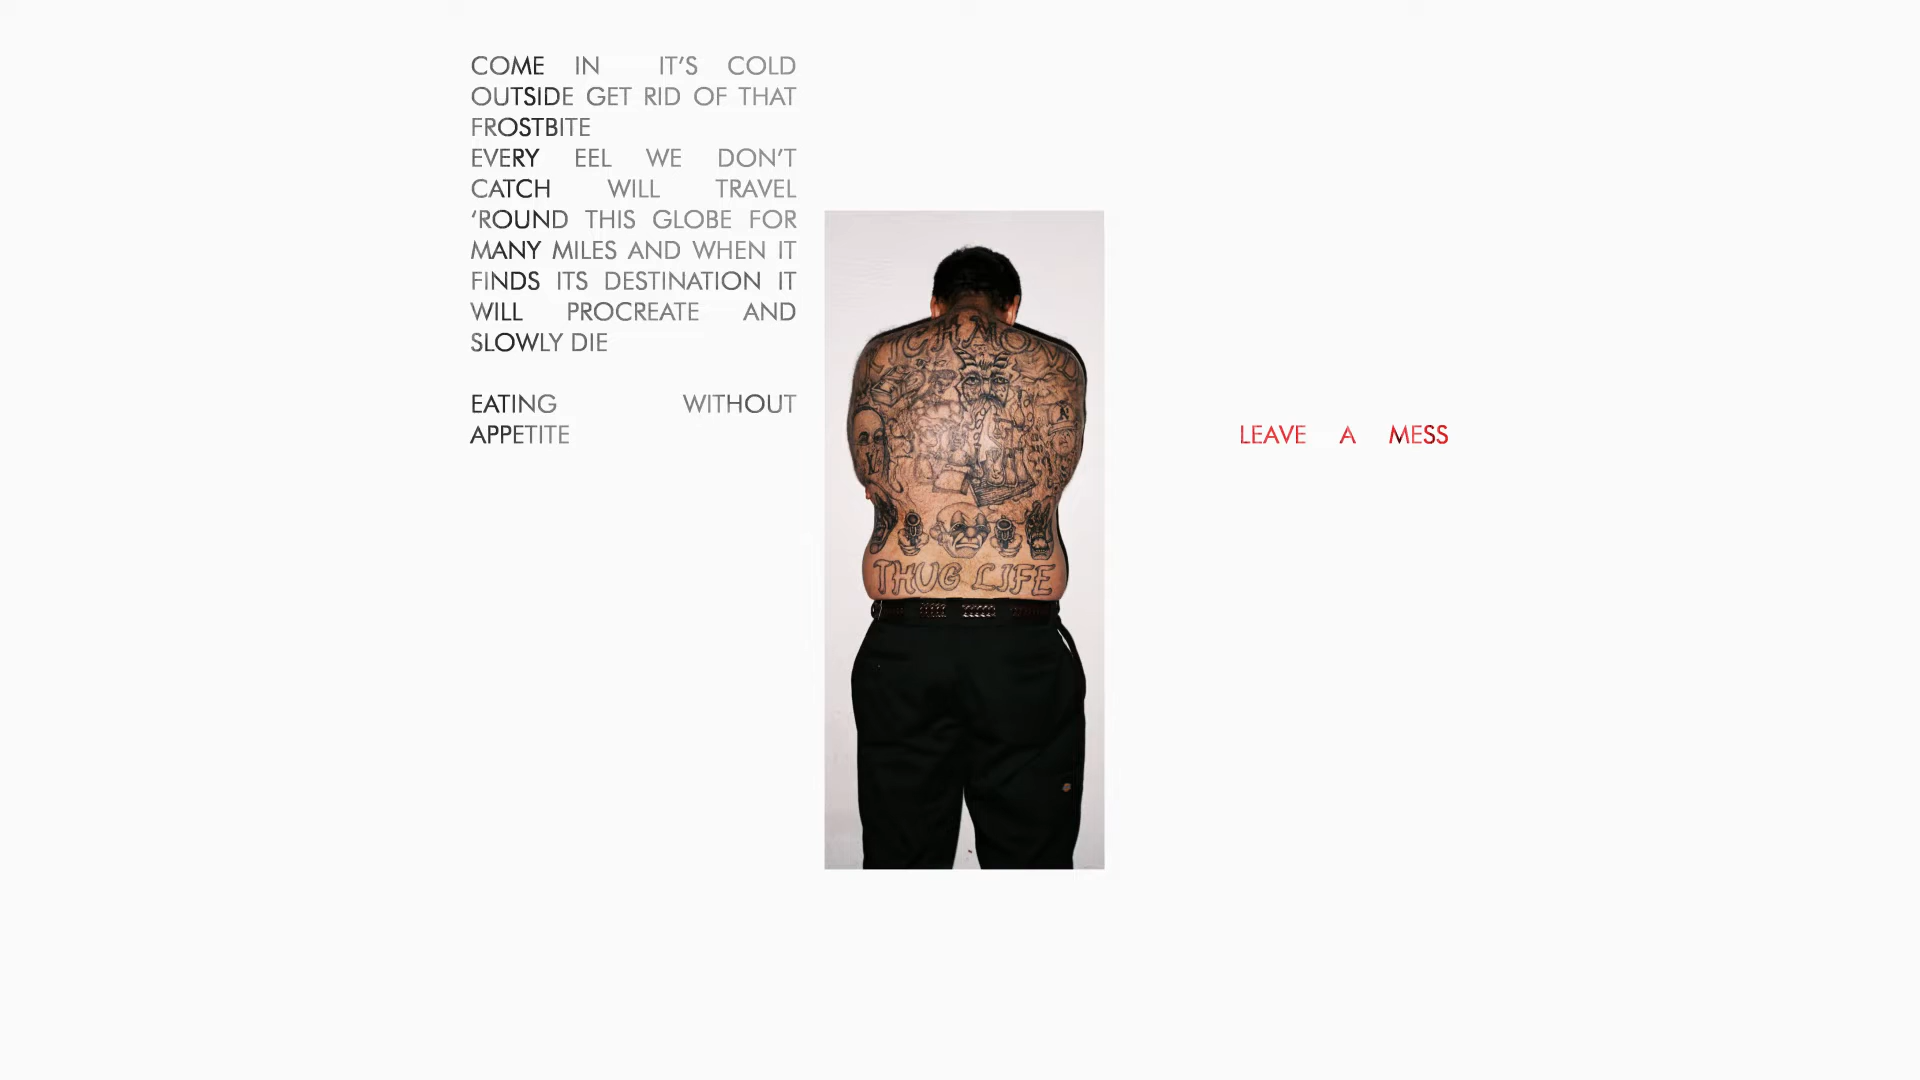 COME IN IT'S COLD
OUTSIDE GET RID OF THAT
FROSTBITE
EVERY EEL WE DON'T
CATCH WILL TRAVEL
‘ROUND THIS GLOBE FOR
MANY MILES AND WHEN IT
FINDS ITS DESTINATION IT
WILL PROCREATE AND
SLOWLY DIE
EATING WITHOUT
APPETITE
LEAVE A MESS
RICHMOND
THUG LIFE